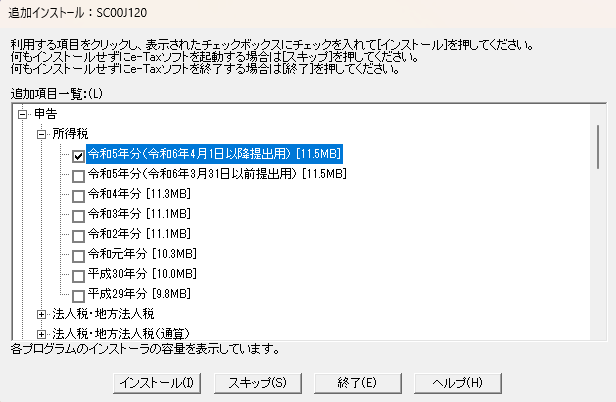 追加インストール：SC00J120
利用する項目をクリックし、表示されたチェックボックスにチェックを入れて[インストール]を押してください。
何もインストールせずにe-Taxソフトを起動する場合は[スキップ]を押してください。
何もインストールせずにe-Taxソフトを終了する場合は[終了]を押してください。
追加項目一覧:(L)
申告
所得税
令和5年分(令和6年4月1日以降提出用) [11.5MB]
令和5年分(令和6年3月31日以前提出用) [11.5MB]
令和4年分 [11.3MB]
令和3年分 [11.1MB]
令和2年分 [11.1MB]
令和元年分 [10.3MB]
平成30年分 [10.0MB]
平成29年分 [9.8MB]
法人税・地方法人税
法人税・地方法人税(通算)
各プログラムのインストーラの容量を表示しています。
インストール(I)
スキップ(S)
終了(E)
ヘルプ(H)